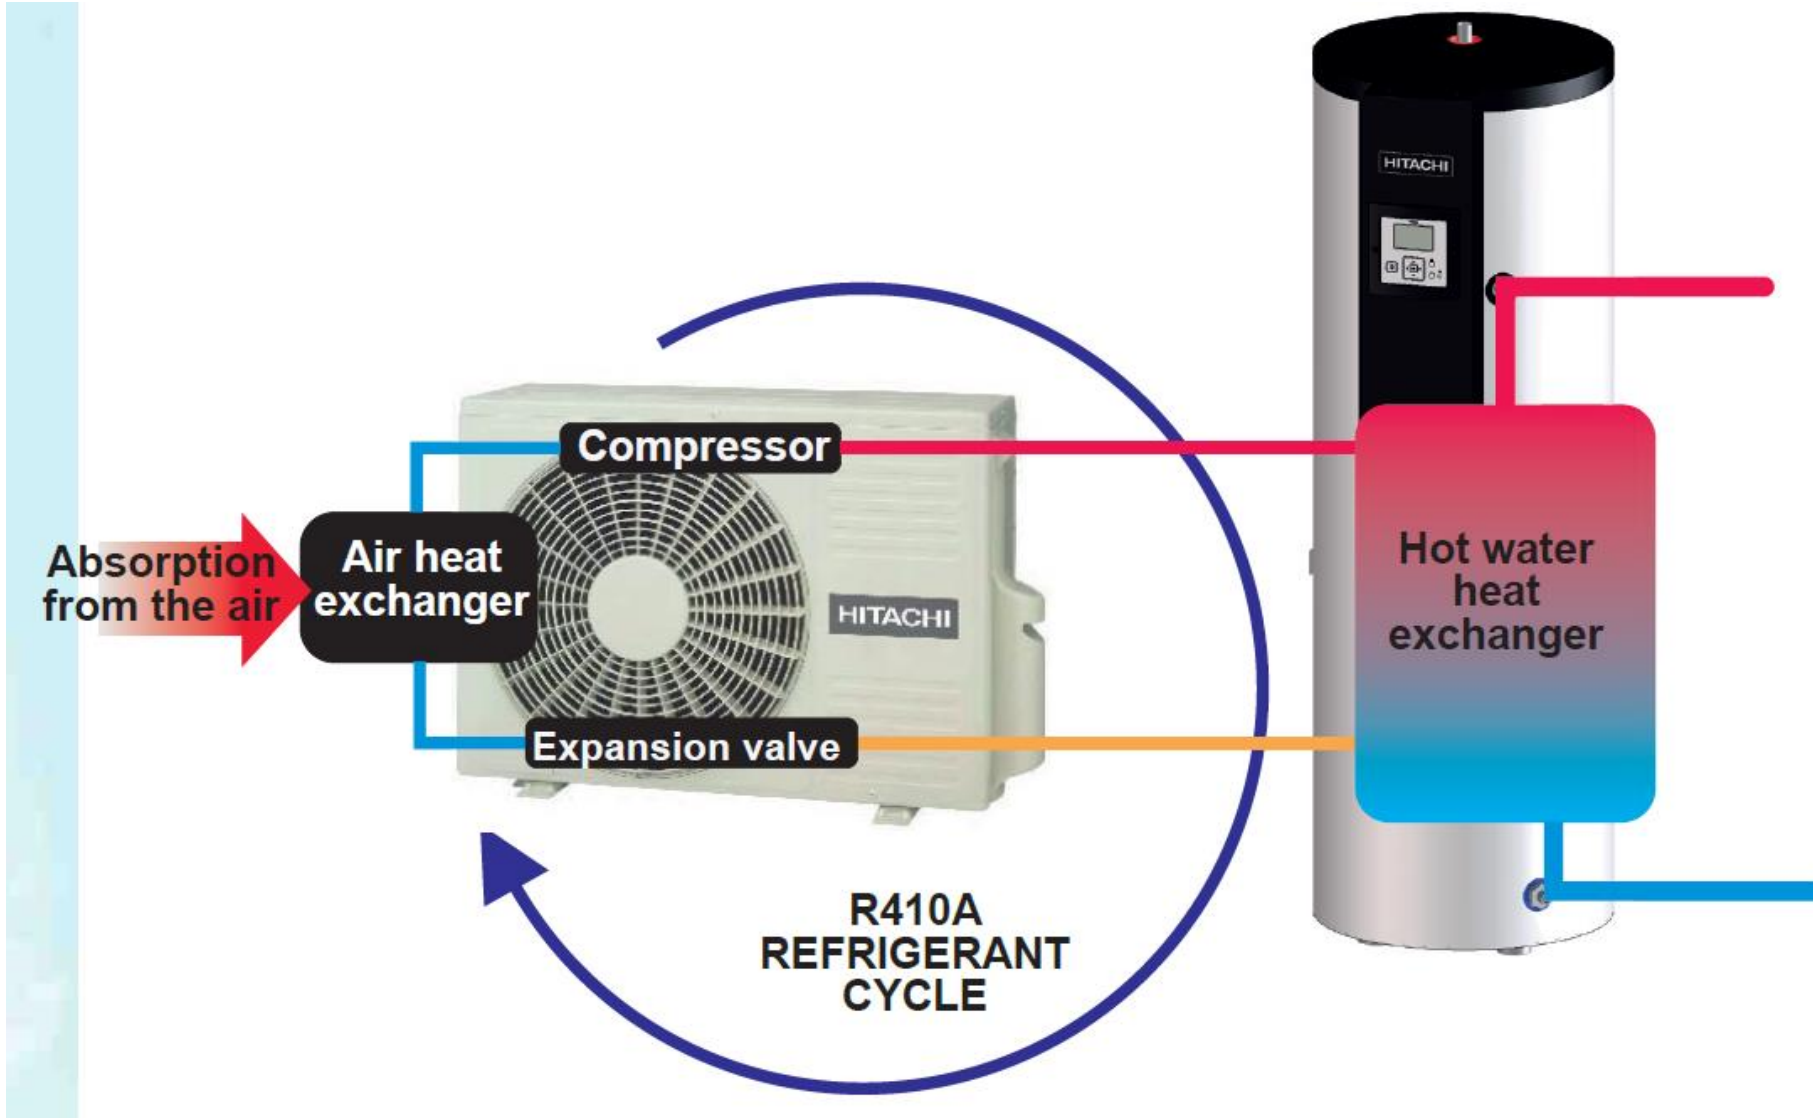 HITACHI
Compressor
Absorption
from the air
Air heat
exchanger
HITACHI
Hot water
heat
exchanger
Expansion valve
R410A
REFRIGERANT
CYCLE